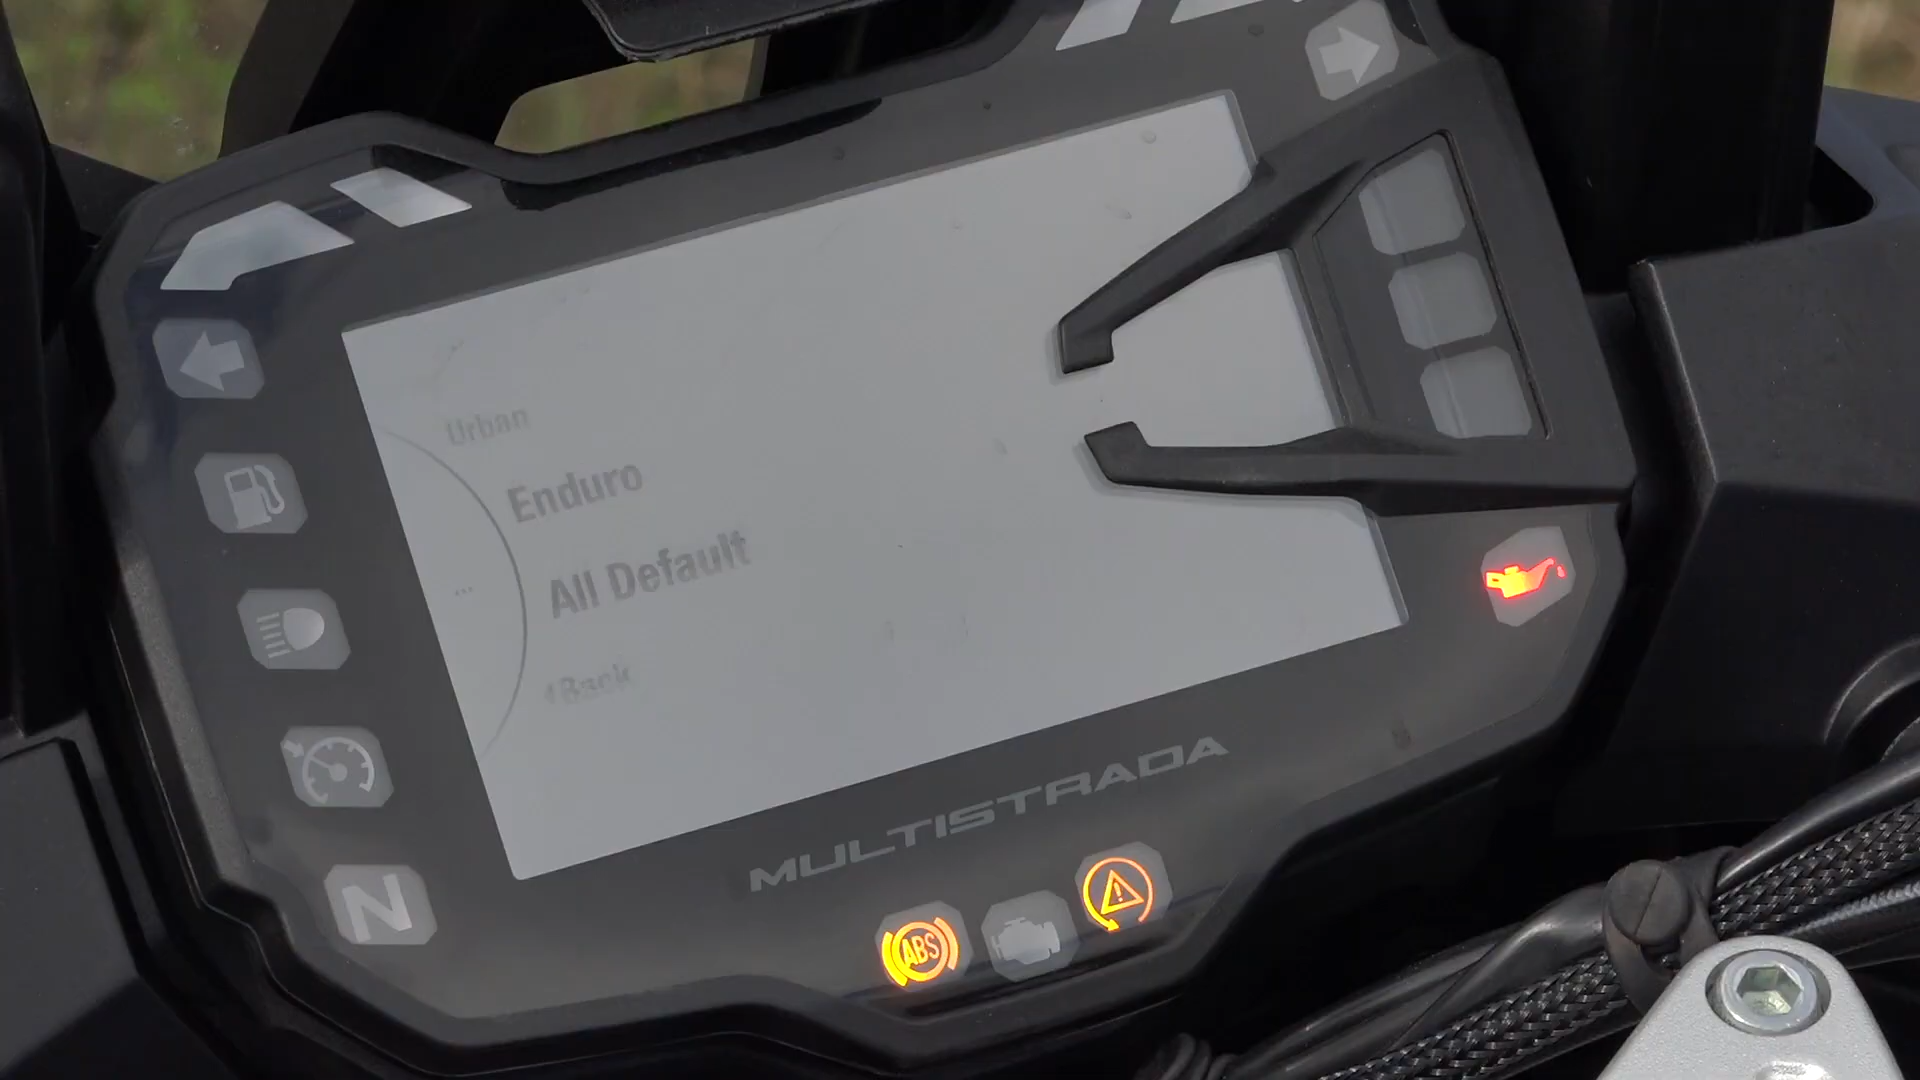 Urban
Enduro
All Default
...
Back
MULTISTRADA
N
ABS